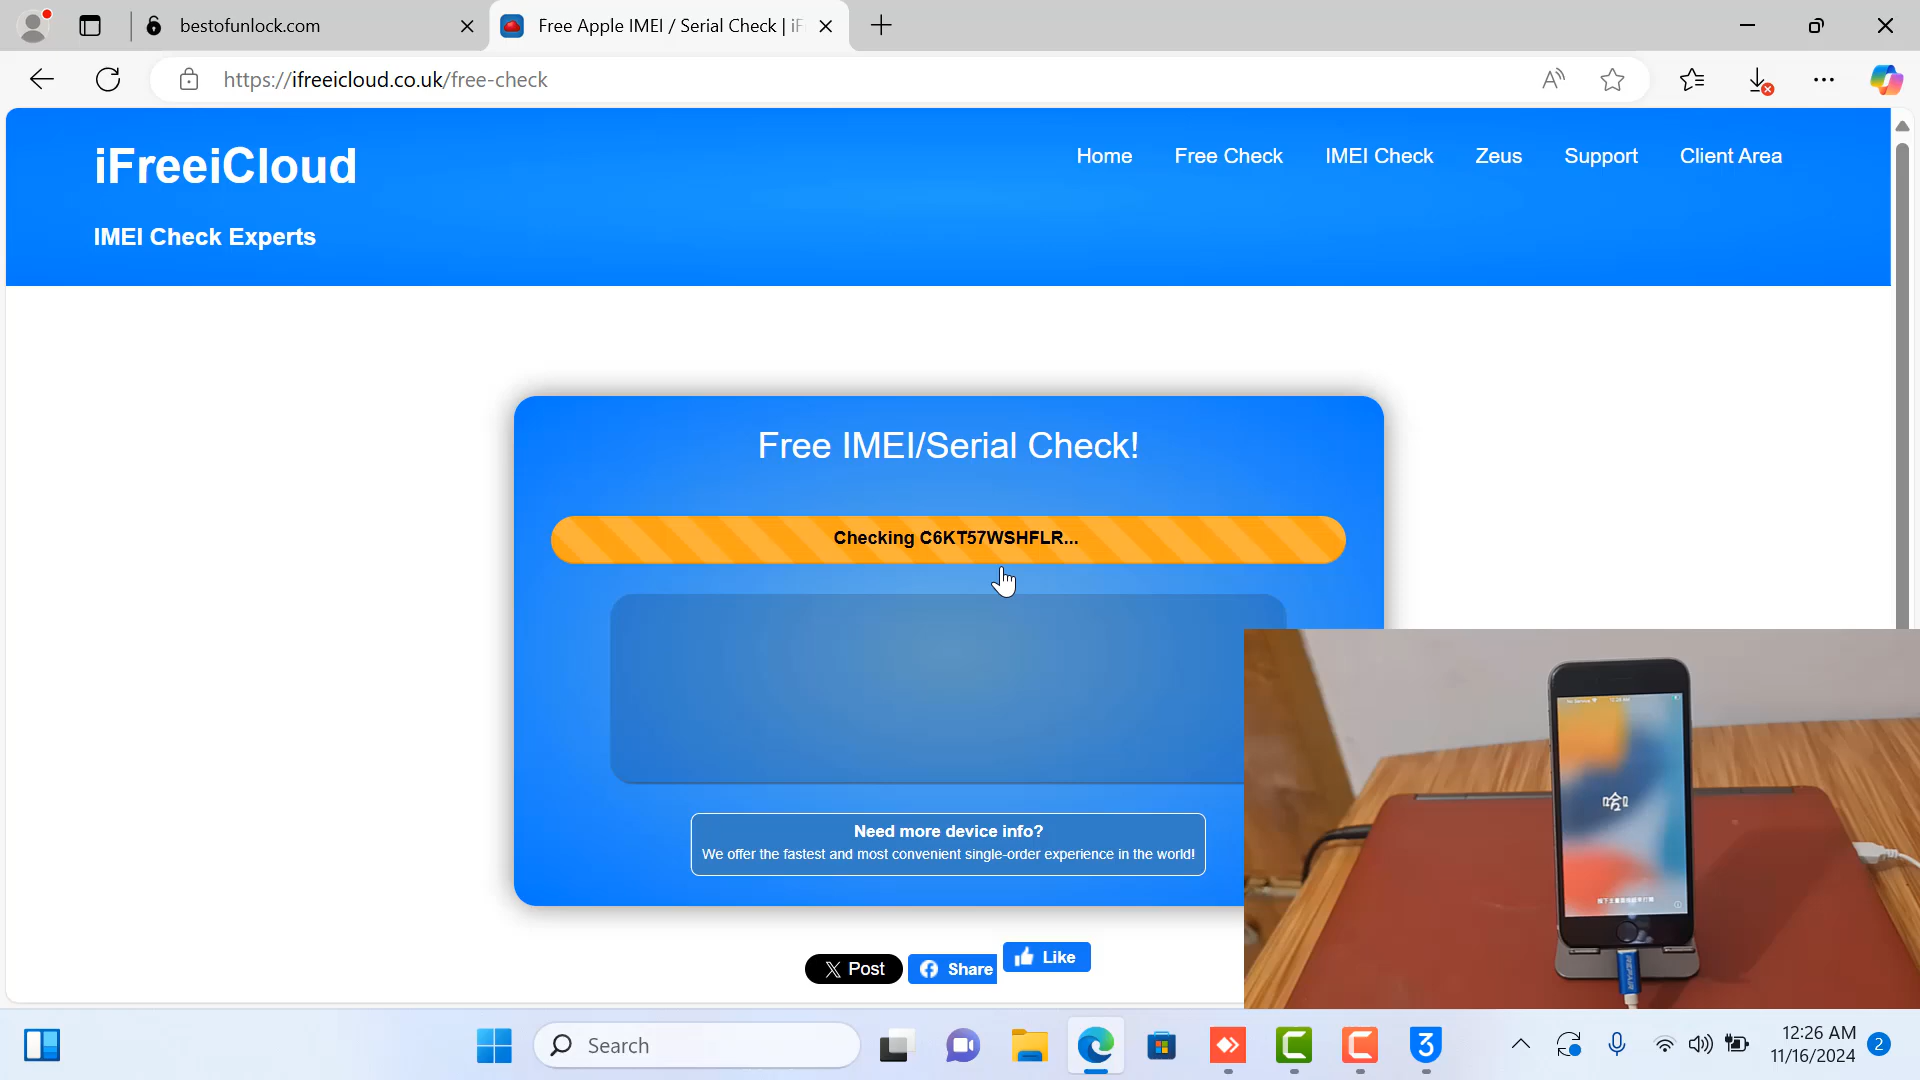 bestofunlock.com
Free Apple IMEI / Serial Check | iF
https://ifreeicloud.co.uk/free-check
iFreeiCloud
IMEI Check Experts
Home
Free Check
IMEI Check
Zeus
Support
Client Area
Free IMEI/Serial Check!
Checking C6KT57WSHFLR...
Need more device info?
We offer the fastest and most convenient single-order experience in the world!
Post
Share
Like
REPAIR
Search
3
12:26 AM
11/16/2024
2